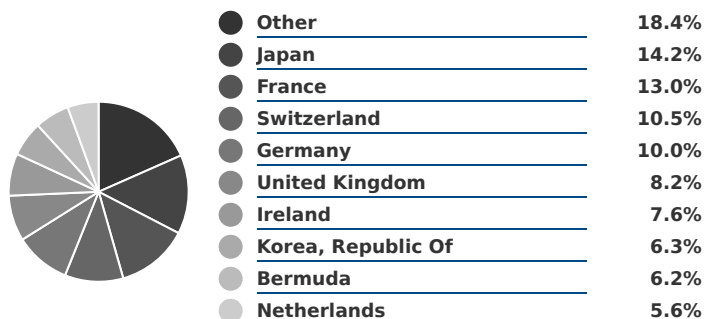 Other 18.4%
Japan 14.2%
France 13.0%
Switzerland 10.5%
Germany 10.0%
United Kingdom 8.2%
Ireland 7.6%
Korea, Republic Of 6.3%
Bermuda 6.2%
Netherlands 5.6%